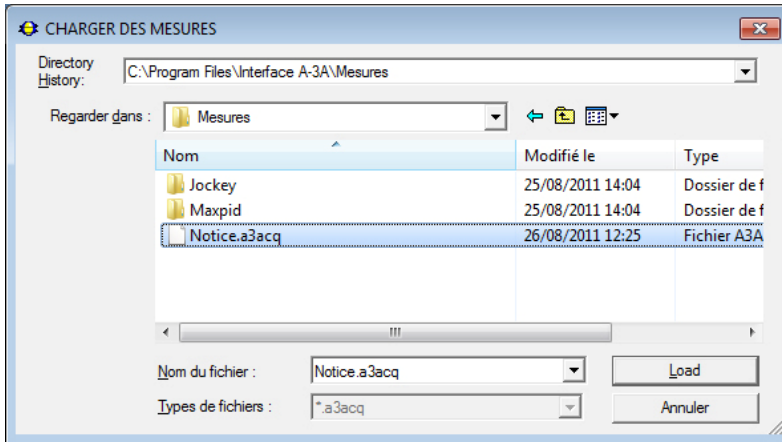 CHARGER DES MESURES
Directory
History:
C:\Program Files\Interface A-3A\Mesures
Regarder dans :
Mesures
Nom Modifié le Type
Jockey 25/08/2011 14:04 Dossier de f
Maxpid 25/08/2011 14:04 Dossier de f
Notice.a3acq 26/08/2011 12:25 Fichier A3A
Nom du fichier : Notice.a3acq Load
Types de fichiers : *.a3acq Annuler